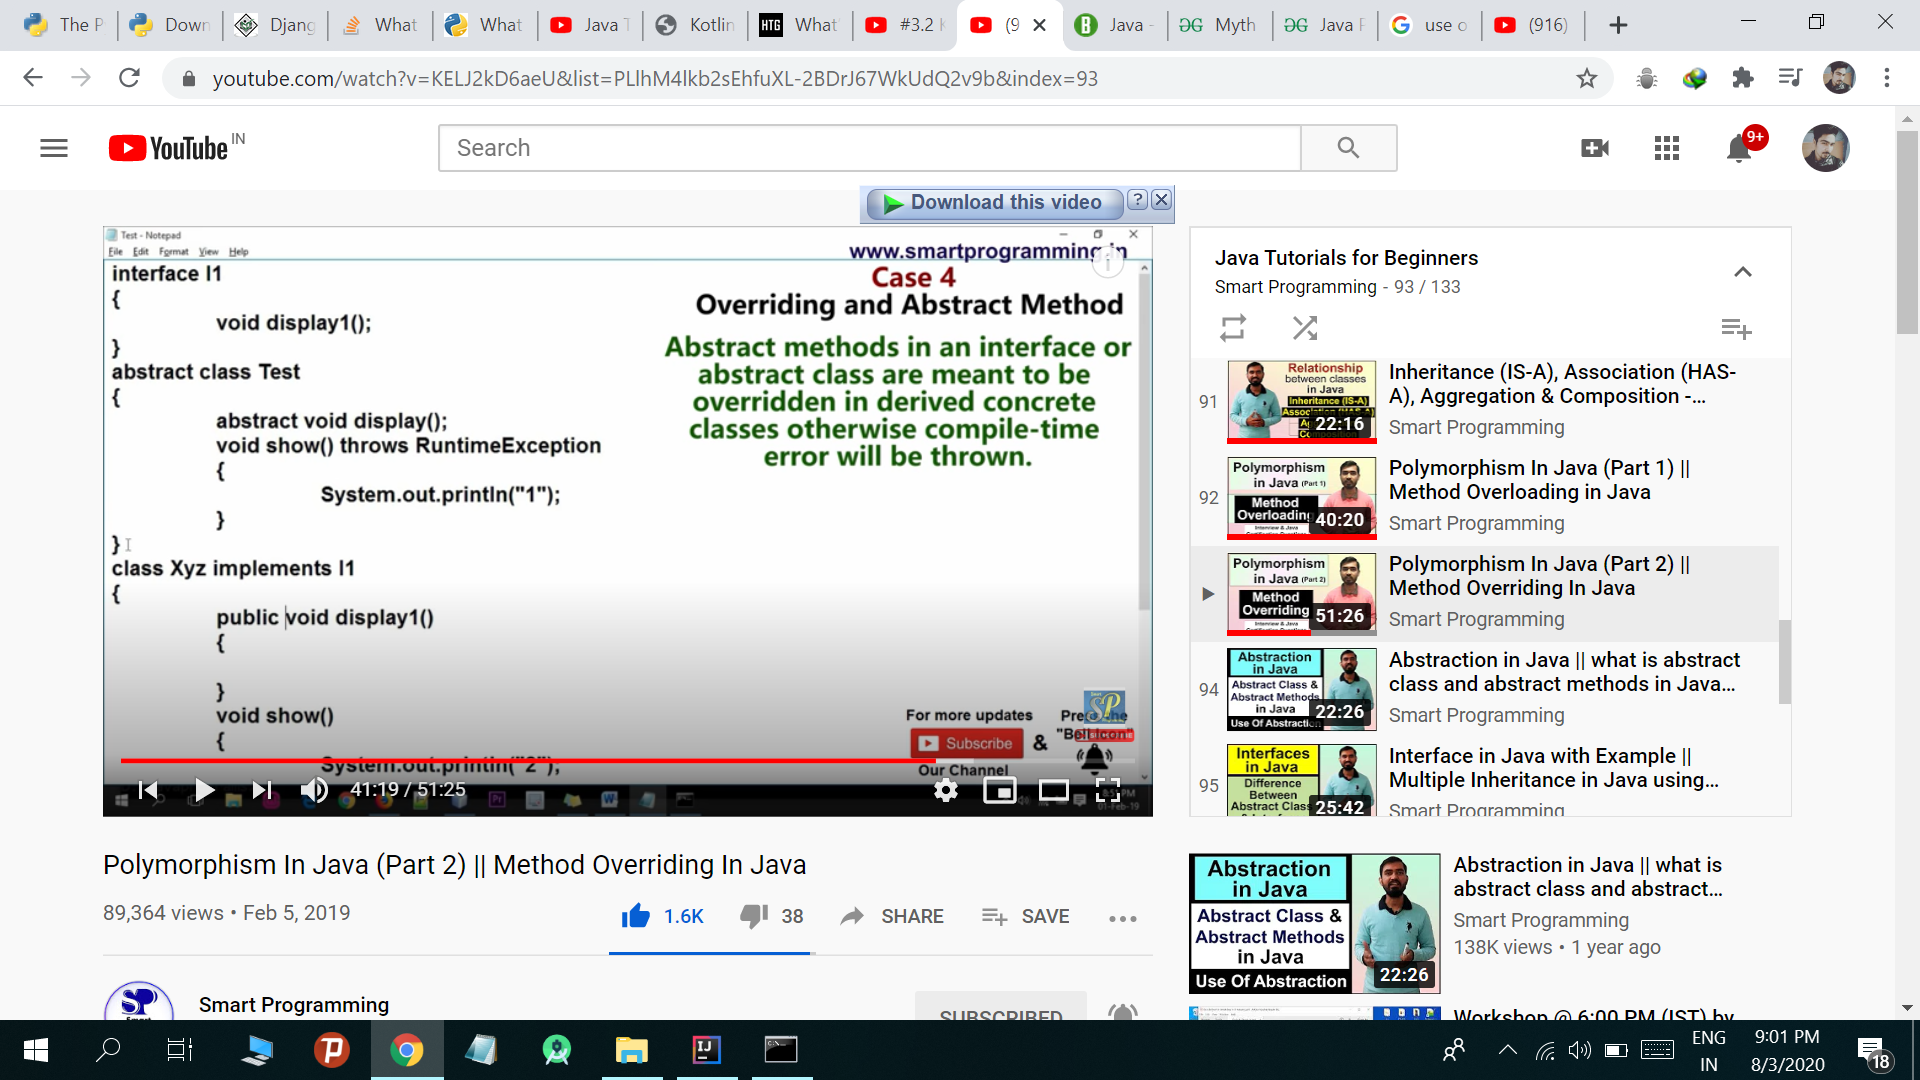 The P
Down
Djang
What
What
Java T
Kotlin
HTG What'
#3.2 K
(9
Java -
Myth
Java P
use o
(916)
youtube.com/watch?v=KELJ2kD6aeU&list=PLlhM4lkb2sEhfuXL-2BDrJ67WkUdQ2v9b&index=93
YouTube IN
Search
9+
Download this video ?
Test - Notepad
File Edit Format View Help
www.smartprogramming.in
Case 4
Overriding and Abstract Method
Abstract methods in an interface or
abstract class are meant to be
overridden in derived concrete
classes otherwise compile-time
error will be thrown.
interface I1
{
void display1();
}
abstract class Test
{
abstract void display();
void show() throws RuntimeException
{
System.out.println("1");
}
}
class Xyz implements I1
{
public void display1()
{
}
void show()
{
System.out.println("2");
For more updates
Subscribe
&
Our Channel
Press the
"Bell Icon"
41:19 / 51:25
01-Feb-19
Java Tutorials for Beginners
Smart Programming - 93 / 133
91
Relationship
between classes
in Java
Inheritance (IS-A)
22:16
Inheritance (IS-A), Association (HAS-
A), Aggregation & Composition -...
Smart Programming
92
Polymorphism
in Java (Part 1)
Method
Overloading
40:20
Polymorphism In Java (Part 1) ||
Method Overloading in Java
Smart Programming
Polymorphism
in Java (Part 2)
Method
Overriding
51:26
Polymorphism In Java (Part 2) ||
Method Overriding In Java
Smart Programming
94
Abstraction
in Java
Abstract Class &
Abstract Methods
in Java
Use Of Abstraction
22:26
Abstraction in Java || what is abstract
class and abstract methods in Java...
Smart Programming
95
Interfaces
in Java
Difference
Between
Abstract Class
25:42
Interface in Java with Example ||
Multiple Inheritance in Java using...
Smart Programming
Polymorphism In Java (Part 2) || Method Overriding In Java
89,364 views • Feb 5, 2019
1.6K
38
SHARE
SAVE
SP
Smart
Smart Programming
SUBSCRIBED
Abstraction
in Java
Abstract Class &
Abstract Methods
in Java
Use Of Abstraction
22:26
Abstraction in Java || what is
abstract class and abstract...
Smart Programming
138K views • 1 year ago
Workshop @ 6:00 PM (IST) by
ENG
IN
9:01 PM
8/3/2020
18